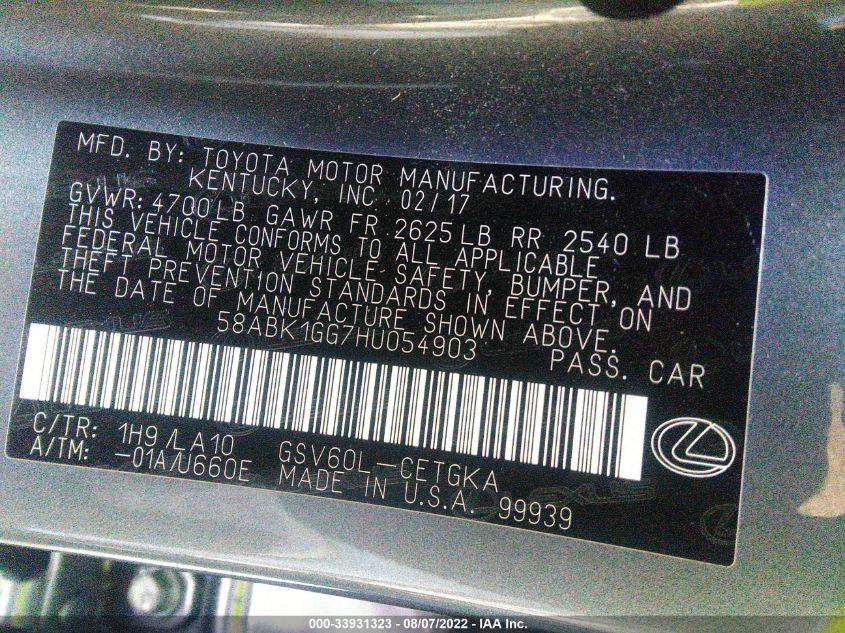 MFD. BY: TOYOTA MOTOR MANUFACTURING.
KENTUCKY, INC 02/17
GVWR: 4700LB GAWR FR 2625LB RR 2540 LB
THIS VEHICLE CONFORMS TO ALL APPLICABLE
FEDERAL MOTOR VEHICLE SAFETY, BUMPER, AND
THEFT PREVENTION STANDARDS IN EFFECT ON
THE DATE OF MANUFACTURE SHOWN ABOVE.
58ABK1GG7HU054903 PASS. CAR
C/TR: 1H9 /LA10 GSV60L-CETGKA
A/TM: -01A/U660E MADE IN U.S.A. 99939
000-33931323 - 08/07/2022 - IAA Inc.